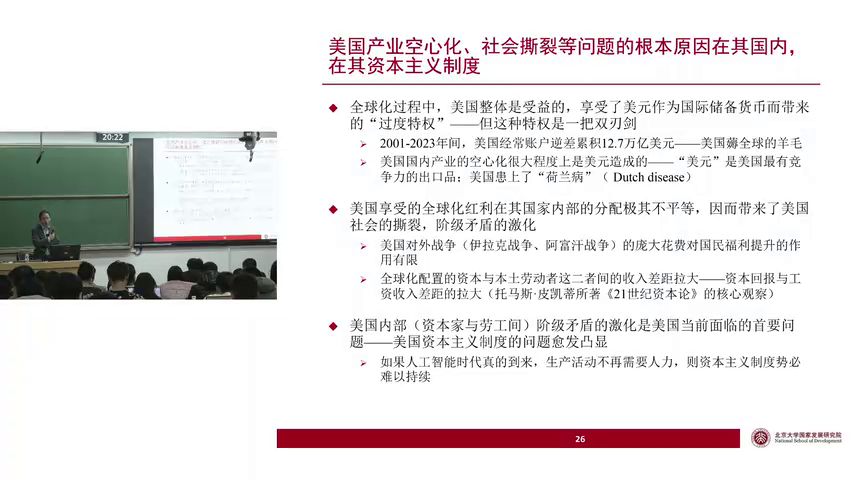 美国产业空心化、社会撕裂等问题的根本原因在其国内，
在其资本主义制度
全球化过程中，美国整体是受益的，享受了美元作为国际储备货币而带来
的“过度特权”——但这种特权是一把双刃剑
2001-2023年间，美国经常账户逆差累积12.7万亿美元——美国薅全球的羊毛
美国国内产业的空心化很大程度上是美元造成的——“美元”是美国最有竞
争力的出口品；美国患上了“荷兰病”（ Dutch disease）
美国享受的全球化红利在其国家内部的分配极其不平等，因而带来了美国
社会的撕裂，阶级矛盾的激化
美国对外战争（伊拉克战争、阿富汗战争）的庞大花费对国民福利提升的作
用有限
全球化配置的资本与本土劳动者这二者间的收入差距拉大——资本回报与工
资收入差距的拉大（托马斯·皮凯蒂所著《21世纪资本论》的核心观察）
美国内部（资本家与劳工间）阶级矛盾的激化是美国当前面临的首要问
题——美国资本主义制度的问题愈发凸显
如果人工智能时代真的到来，生产活动不再需要人力，则资本主义制度势必
难以持续
20:22
26
北京大学国家发展研究院
National School of Development